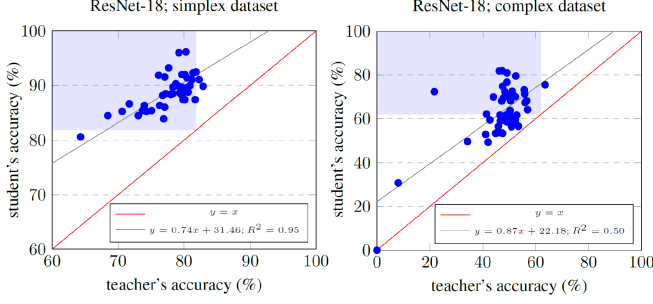 ResNet-18; simplex dataset
100
90
80
70
60
60
70
80
90
100
student's accuracy (%)
teacher's accuracy (%)
y = x
y = 0.74x + 31.46; R² = 0.95
ResNet-18; complex dataset
100
80
60
40
20
0
0
20
40
60
80
100
student's accuracy (%)
teacher's accuracy (%)
y = x
y = 0.87x + 22.18; R² = 0.50